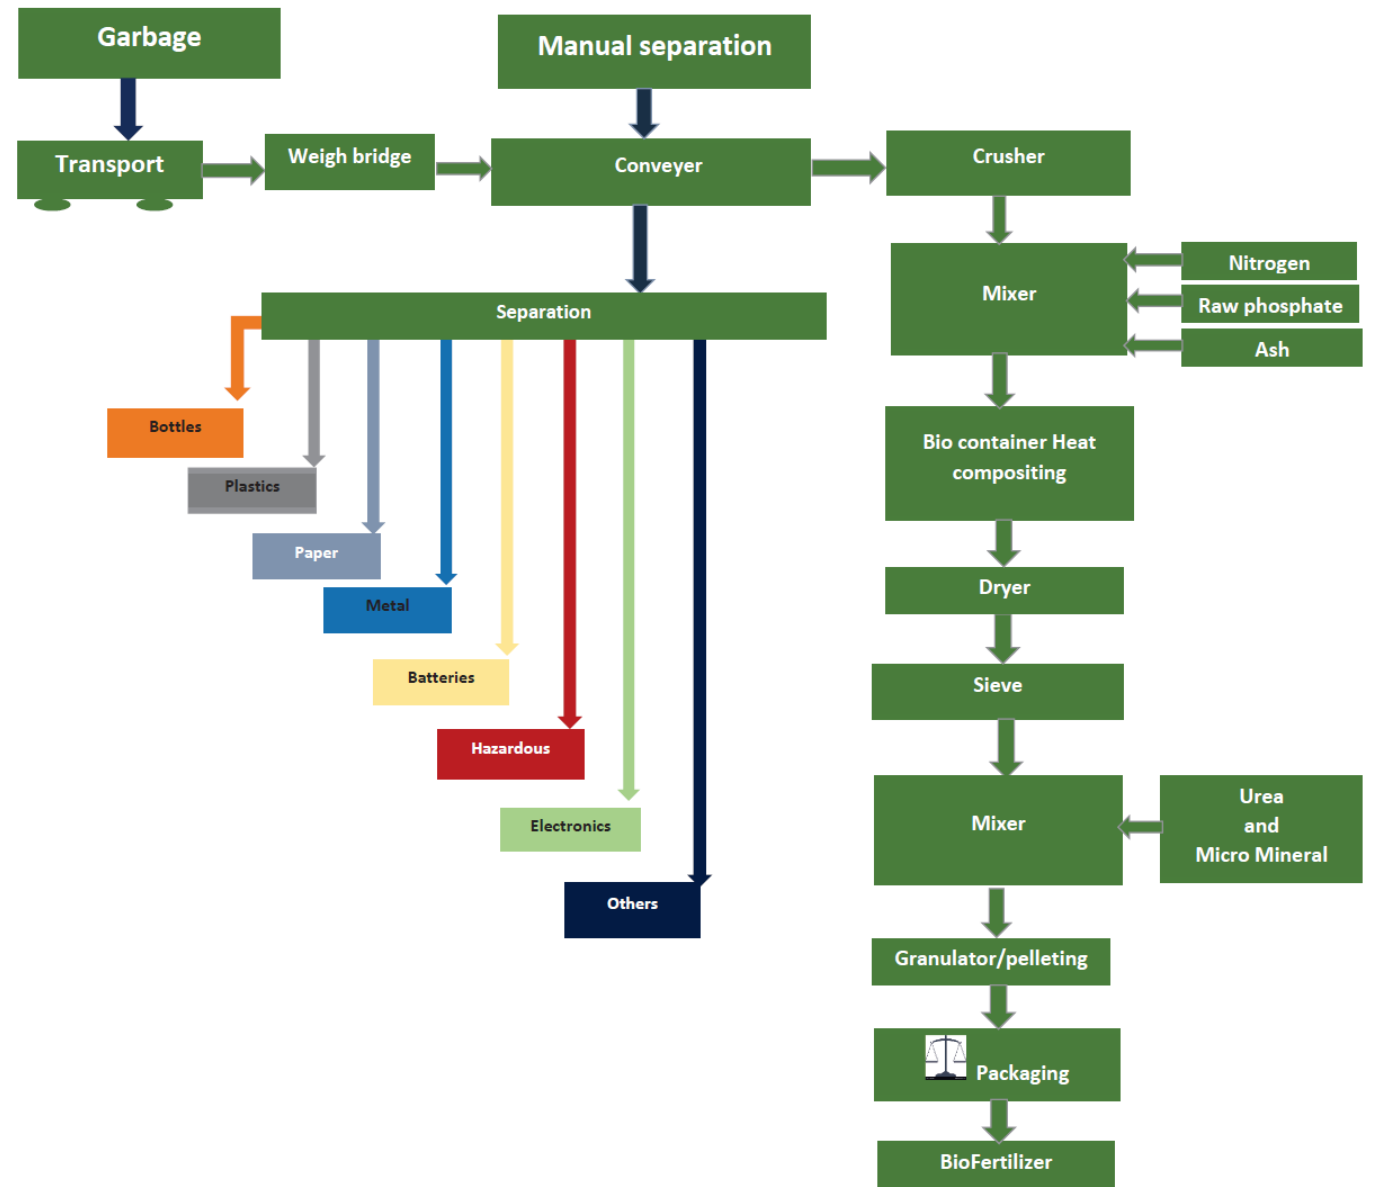 Garbage
Manual separation
Transport
Weigh bridge
Conveyer
Crusher
Mixer
Nitrogen
Raw phosphate
Ash
Separation
Bottles
Plastics
Paper
Metal
Batteries
Hazardous
Electronics
Others
Bio container Heat
compositing
Dryer
Sieve
Mixer
Urea
and
Micro Mineral
Granulator/pelleting
Packaging
BioFertilizer